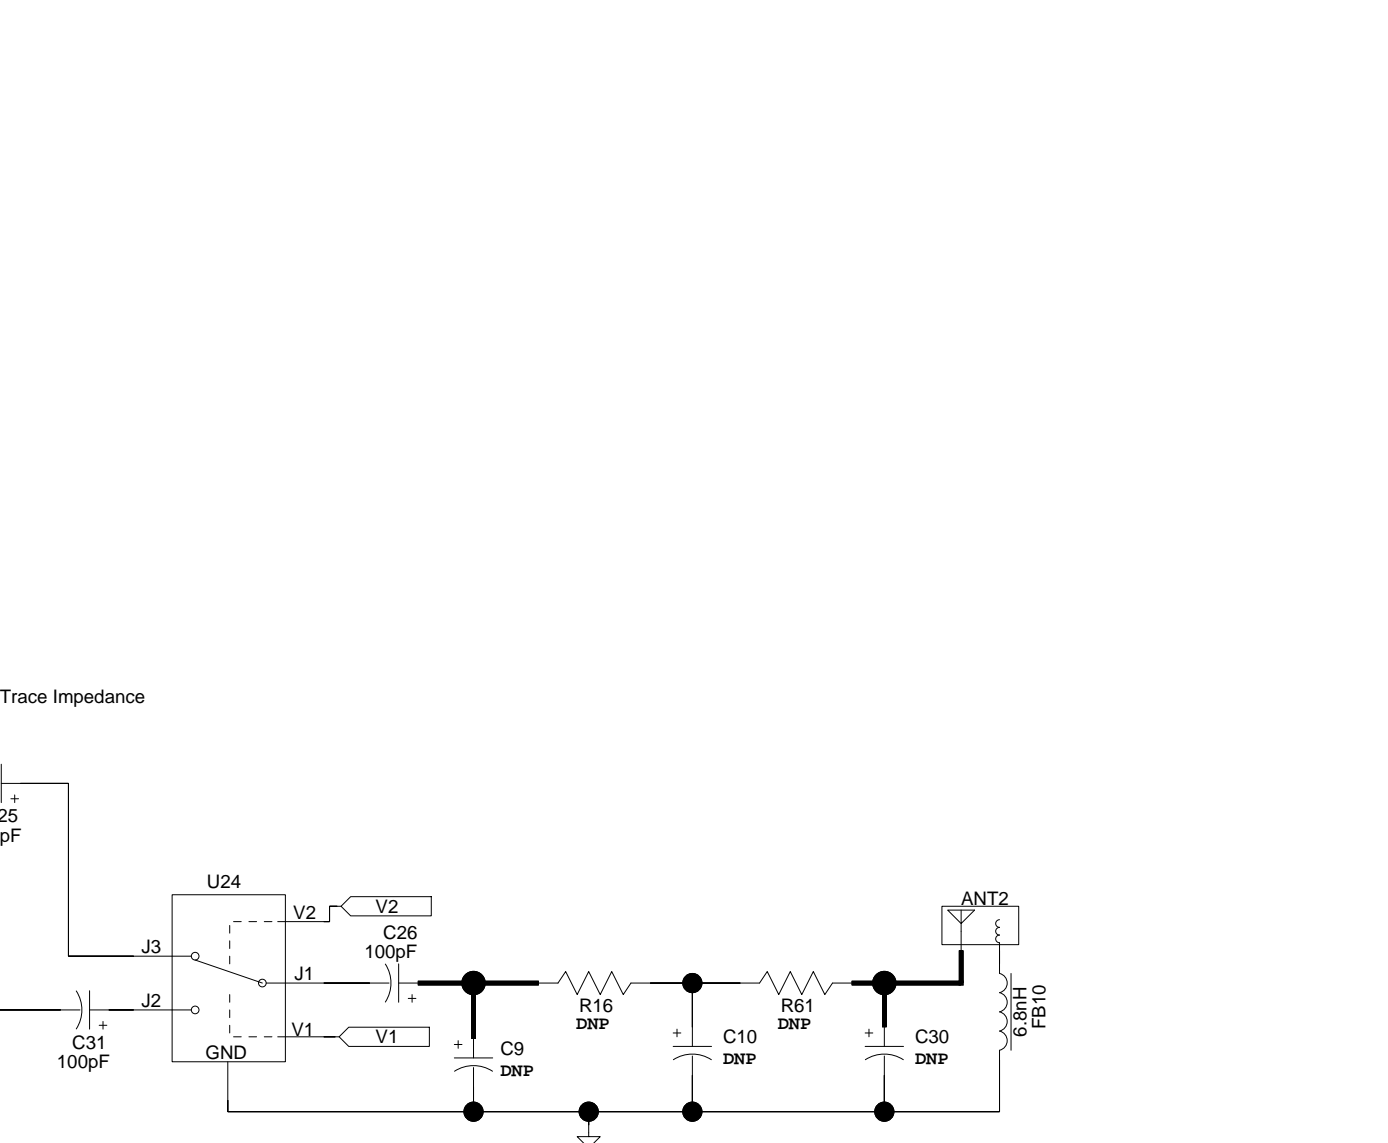 Trace Impedance
+
25
pF
U24
V2
V2
C26
100pF
J3
J1
J2
+
+
C31
100pF
V1
V1
GND
+
C9
DNP
R16
DNP
+
C10
DNP
R61
DNP
+
C30
DNP
ANT2
6.8nH
FB10